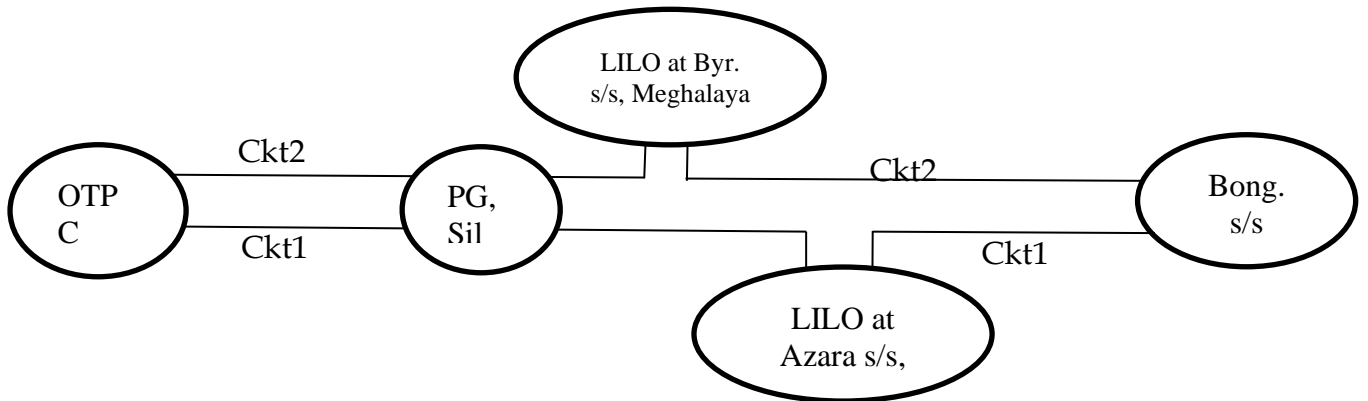 LILO at Byr.
s/s, Meghalaya
Ckt2
OTP
C
PG,
Sil
Ckt2
Bong.
s/s
Ckt1
Ckt1
LILO at
Azara s/s,